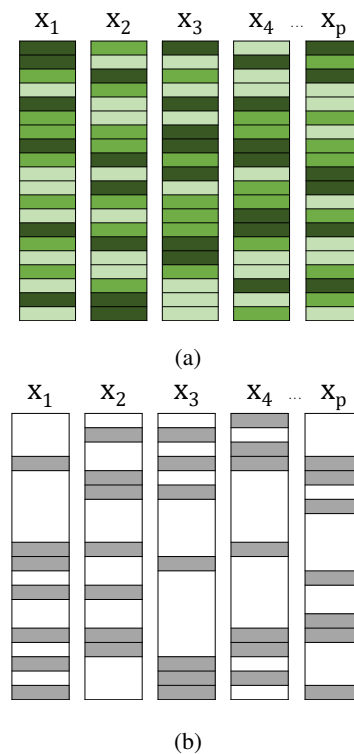 x₁ x₂ x₃ x₄ ... xₚ
(a)
x₁ x₂ x₃ x₄ ... xₚ
(b)